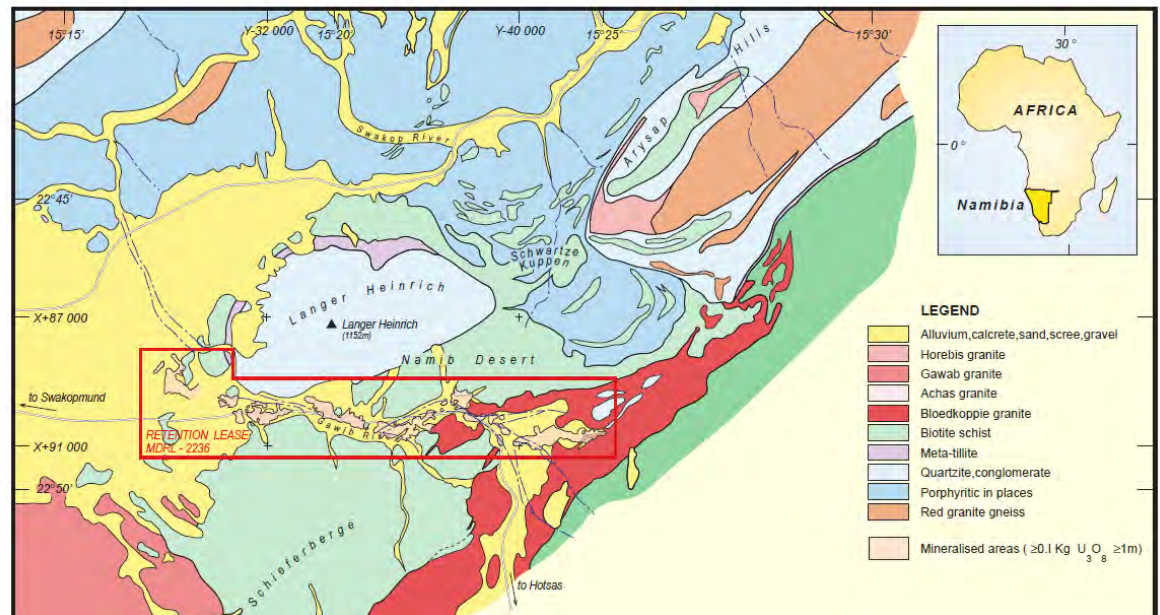 15°15'
Y-32 000
15°20'
Y-40 000
15°25'
15°30'
Hills
Arysap
Swakop River
22°45'
Schwartze
Kuppen
Langer Heinrich
X+87 000
▲ Langer Heinrich
(1152m)
Namib Desert
to Swakopmund
Gawib River
RETENTION LEASE
MDRL - 2236
X+91 000
22°50'
Schieferberge
to Hotsas
30°
AFRICA
0°
Namibia
LEGEND
Alluvium,calcrete,sand,scree,gravel
Horebis granite
Gawab granite
Achas granite
Bloedkoppie granite
Biotite schist
Meta-tillite
Quartzite,conglomerate
Porphyritic in places
Red granite gneiss
Mineralised areas ( ≥0.I Kg U₃O₈ ≥1m)